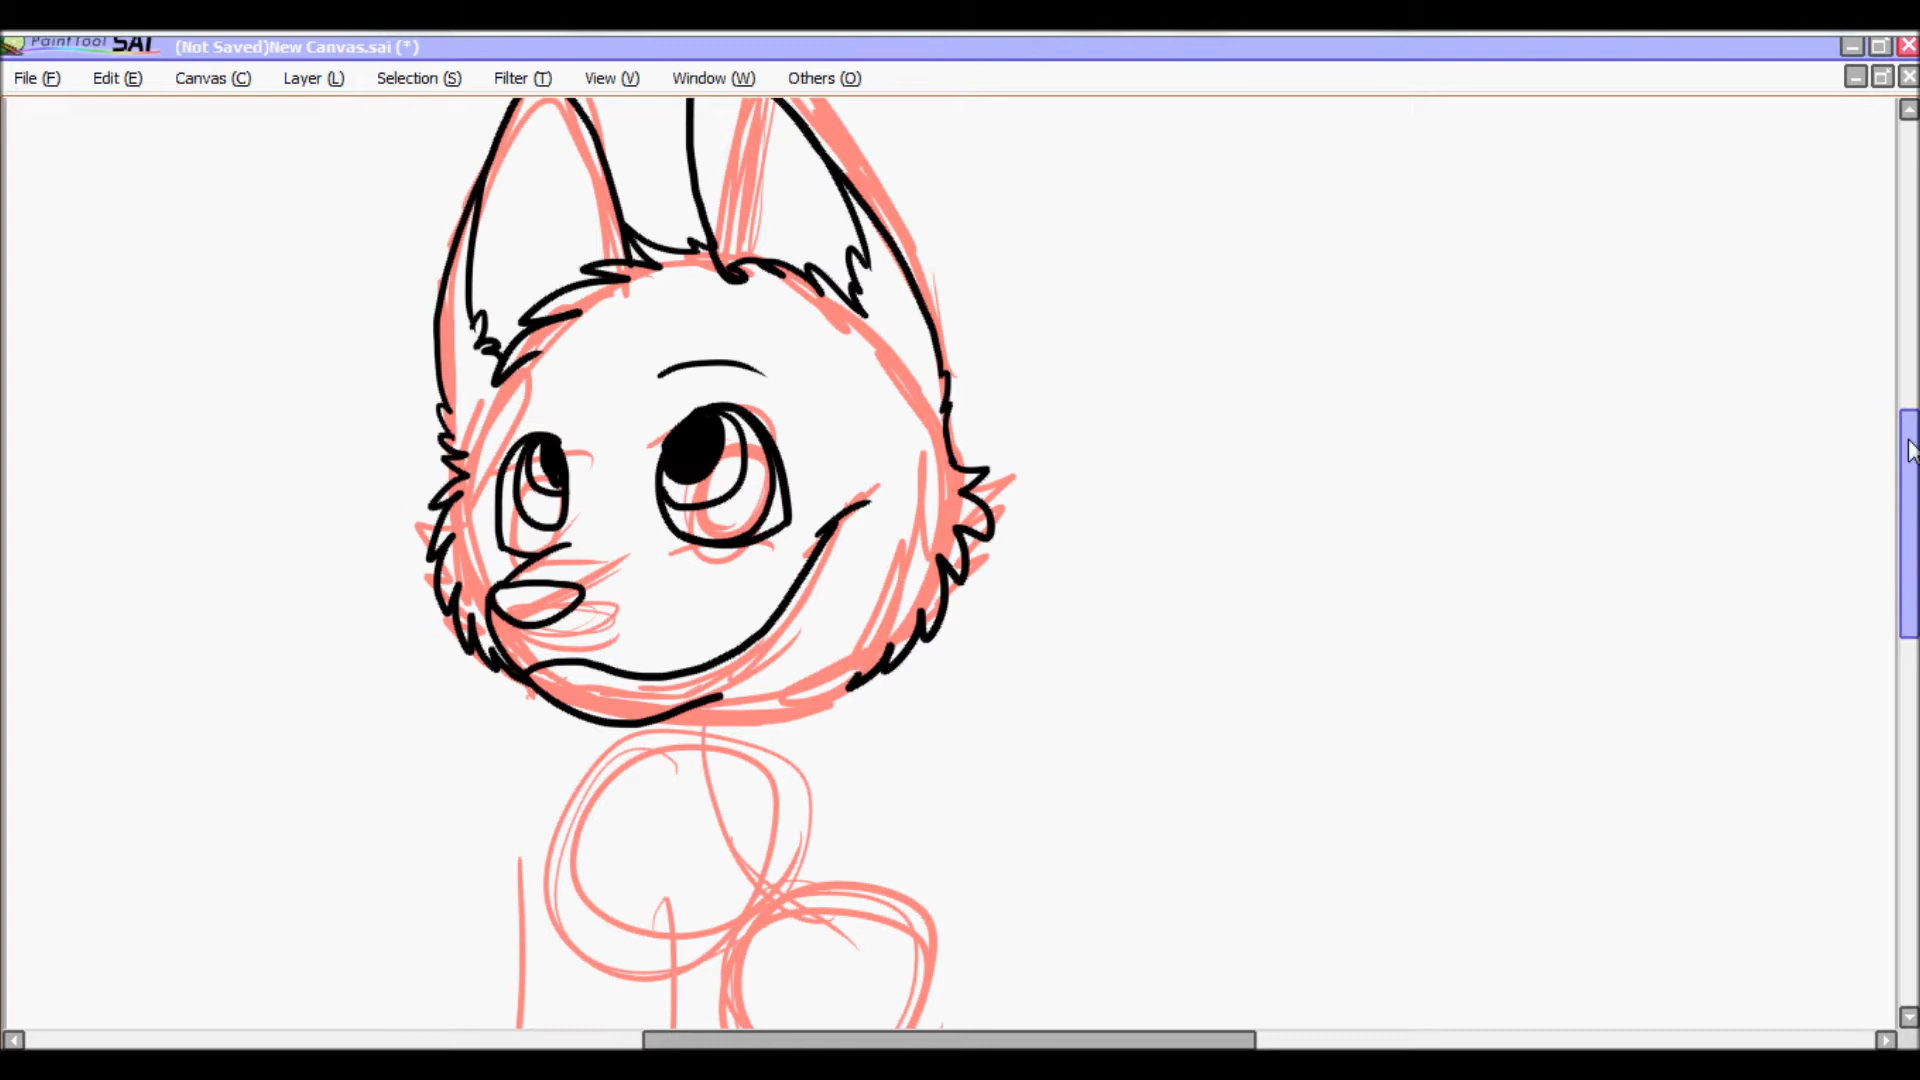 PaintTool SAI (Not Saved)New Canvas.sai (*)
File (F) Edit (E) Canvas (C) Layer (L) Selection (S) Filter (T) View (V) Window (W) Others (O)